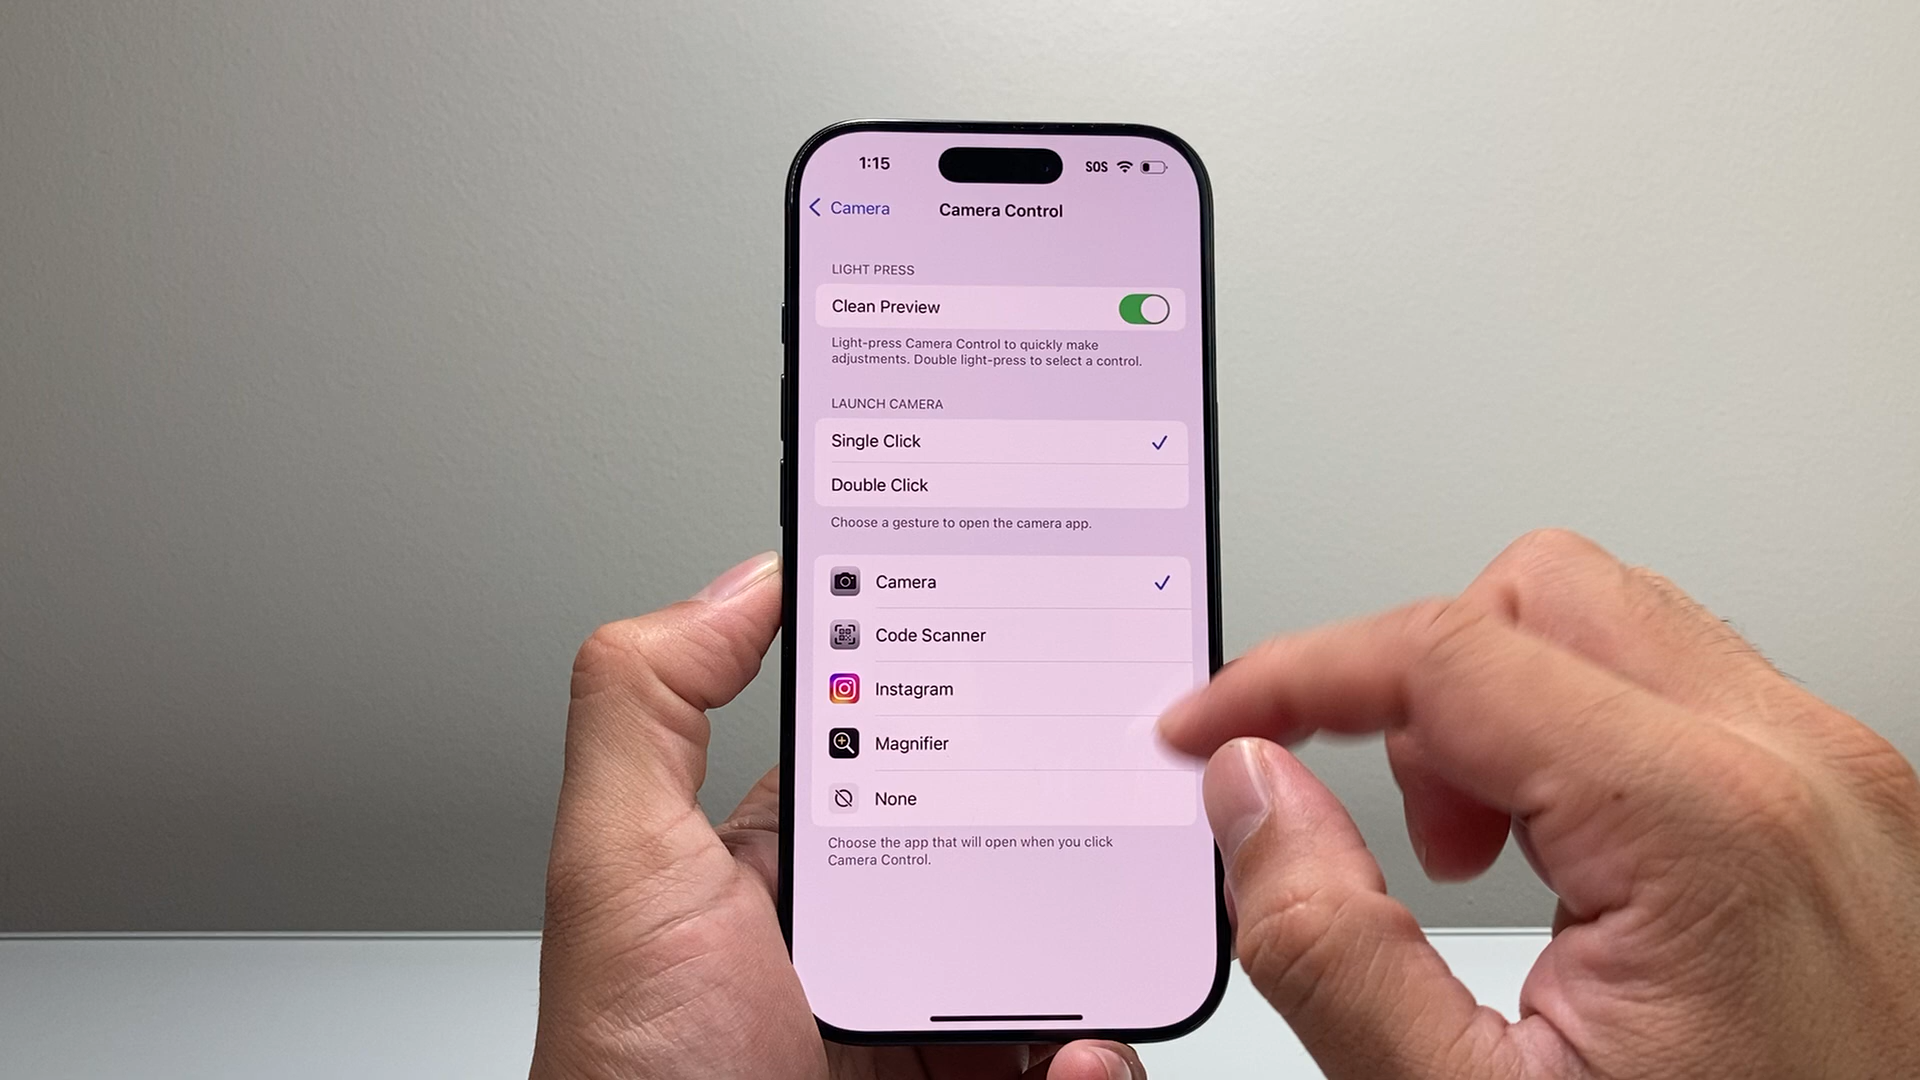 1:15
SOS
Camera
Camera Control
LIGHT PRESS
Clean Preview
Light-press Camera Control to quickly make
adjustments. Double light-press to select a control.
LAUNCH CAMERA
Single Click
Double Click
Choose a gesture to open the camera app.
Camera
Code Scanner
Instagram
Magnifier
None
Choose the app that will open when you click
Camera Control.